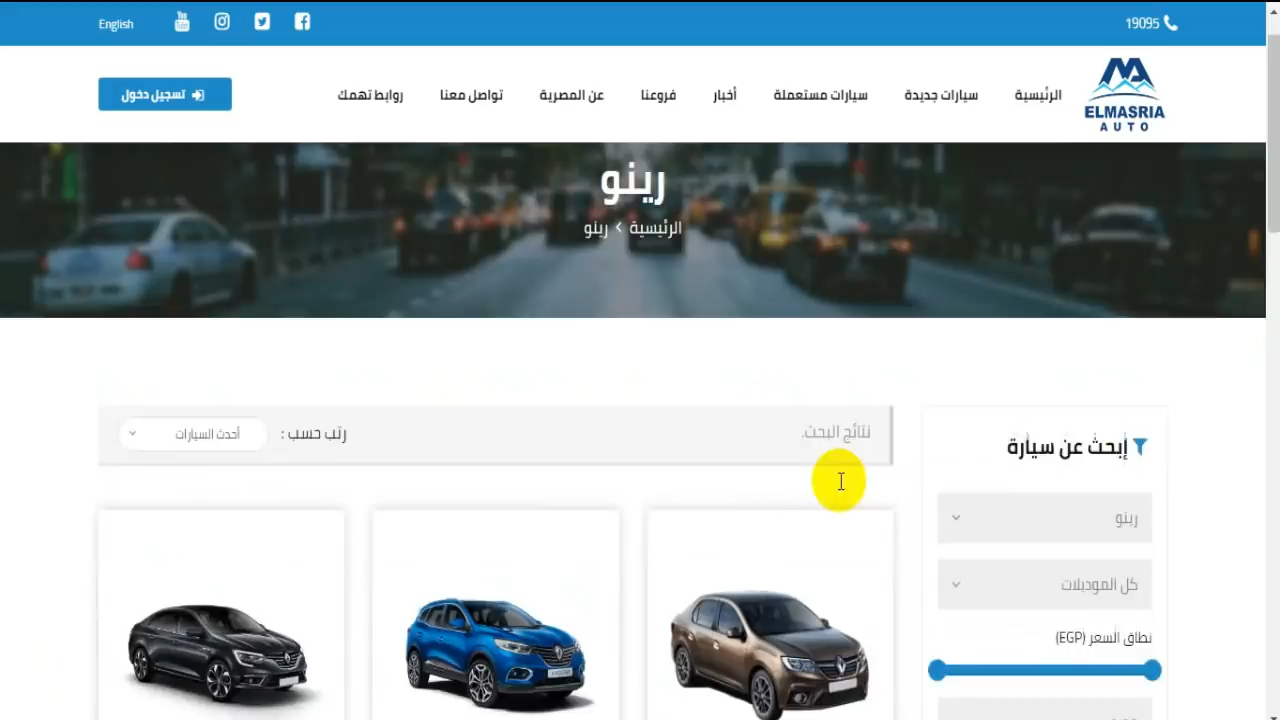 19095
English
ELMASRIA
AUTO
الرئيسية
سيارات جديدة
سيارات مستعملة
أخبار
فروعنا
عن المصرية
تواصل معنا
روابط تهمك
تسجيل دخول
رينو
الرئيسية > رينو
إبحث عن سيارة
رينو
كل الموديلات
نطاق السعر (EGP)
نتائج البحث.
رتب حسب :
أحدث السيارات